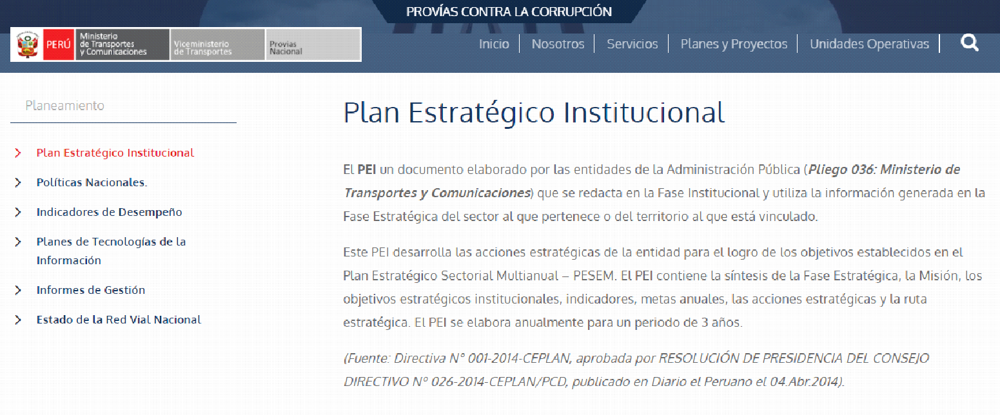 PROVÍAS CONTRA LA CORRUPCIÓN
PERÚ
Ministerio
de Transportes
y Comunicaciones
Viceministerio
de Transportes
Provias
Nacional
Inicio
Nosotros
Servicios
Planes y Proyectos
Unidades Operativas
Planeamiento
Plan Estratégico Institucional
Políticas Nacionales.
Indicadores de Desempeño
Planes de Tecnologías de la
Información
Informes de Gestión
Estado de la Red Vial Nacional
Plan Estratégico Institucional
El PEI un documento elaborado por las entidades de la Administración Pública (Pliego 036: Ministerio de
Transportes y Comunicaciones) que se redacta en la Fase Institucional y utiliza la información generada en la
Fase Estratégica del sector al que pertenece o del territorio al que está vinculado.
Este PEI desarrolla las acciones estratégicas de la entidad para el logro de los objetivos establecidos en el
Plan Estratégico Sectorial Multianual – PESEM. El PEI contiene la síntesis de la Fase Estratégica, la Misión, los
objetivos estratégicos institucionales, indicadores, metas anuales, las acciones estratégicas y la ruta
estratégica. El PEI se elabora anualmente para un periodo de 3 años.
(Fuente: Directiva N° 001-2014-CEPLAN, aprobada por RESOLUCIÓN DE PRESIDENCIA DEL CONSEJO
DIRECTIVO Nº 026-2014-CEPLAN/PCD, publicado en Diario el Peruano el 04.Abr.2014).